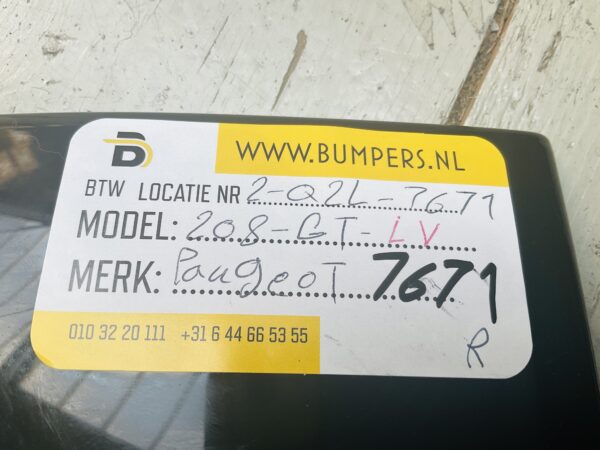 B WWW.BUMPERS.NL
BTW LOCATIE NR 2-Q2L-7671
MODEL: 208-GT-LV
MERK: PaugeoT 7671
010 32 20 111 +31 6 44 66 53 55
R